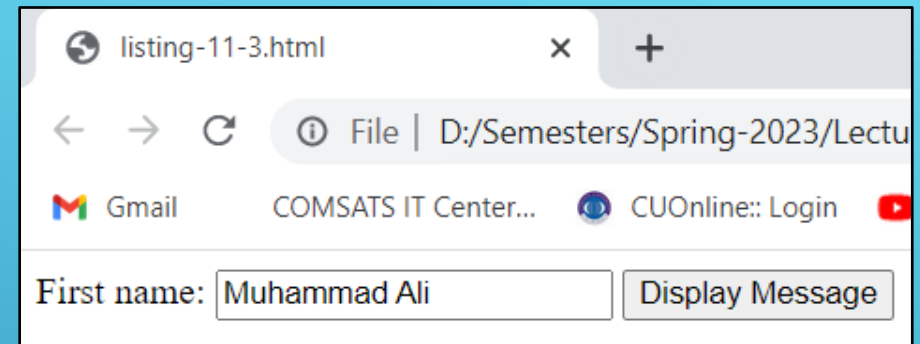 listing-11-3.html
File | D:/Semesters/Spring-2023/Lectu
Gmail COMSATS IT Center... CUOnline:: Login
First name: Muhammad Ali Display Message